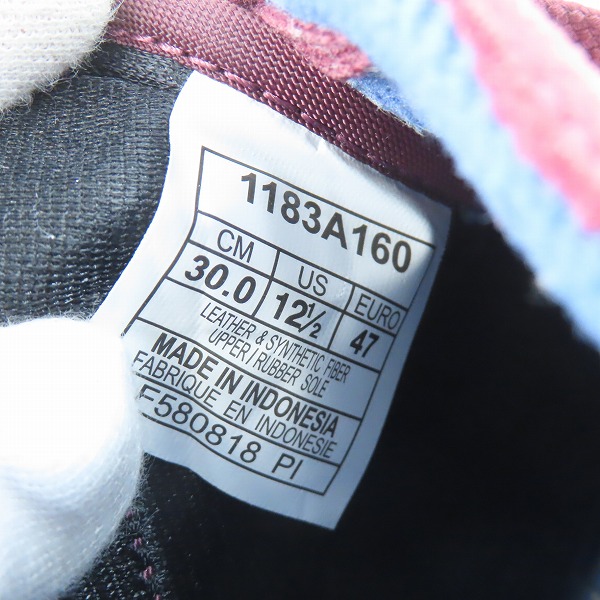 1183A160
CM US EURO
30.0 12½ 47
LEATHER & SYNTHETIC FIBER
UPPER / RUBBER SOLE
MADE IN INDONESIA
FABRIQUE EN INDONESIE
F580818 PI